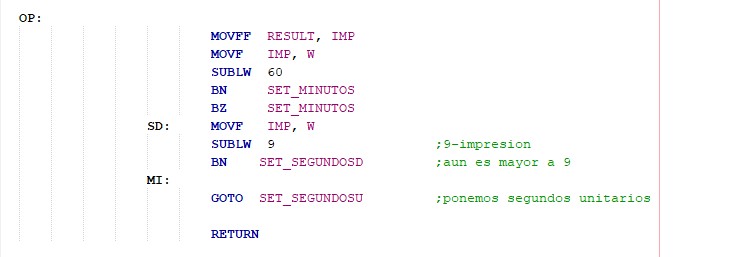 OP:
MOVFF RESULT, IMP
MOVF IMP, W
SUBLW 60
BN SET_MINUTOS
BZ SET_MINUTOS
SD: MOVF IMP, W
SUBLW 9 ;9-impresion
BN SET_SEGUNDOSD ;aun es mayor a 9
MI:
GOTO SET_SEGUNDOSU ;ponemos segundos unitarios
RETURN